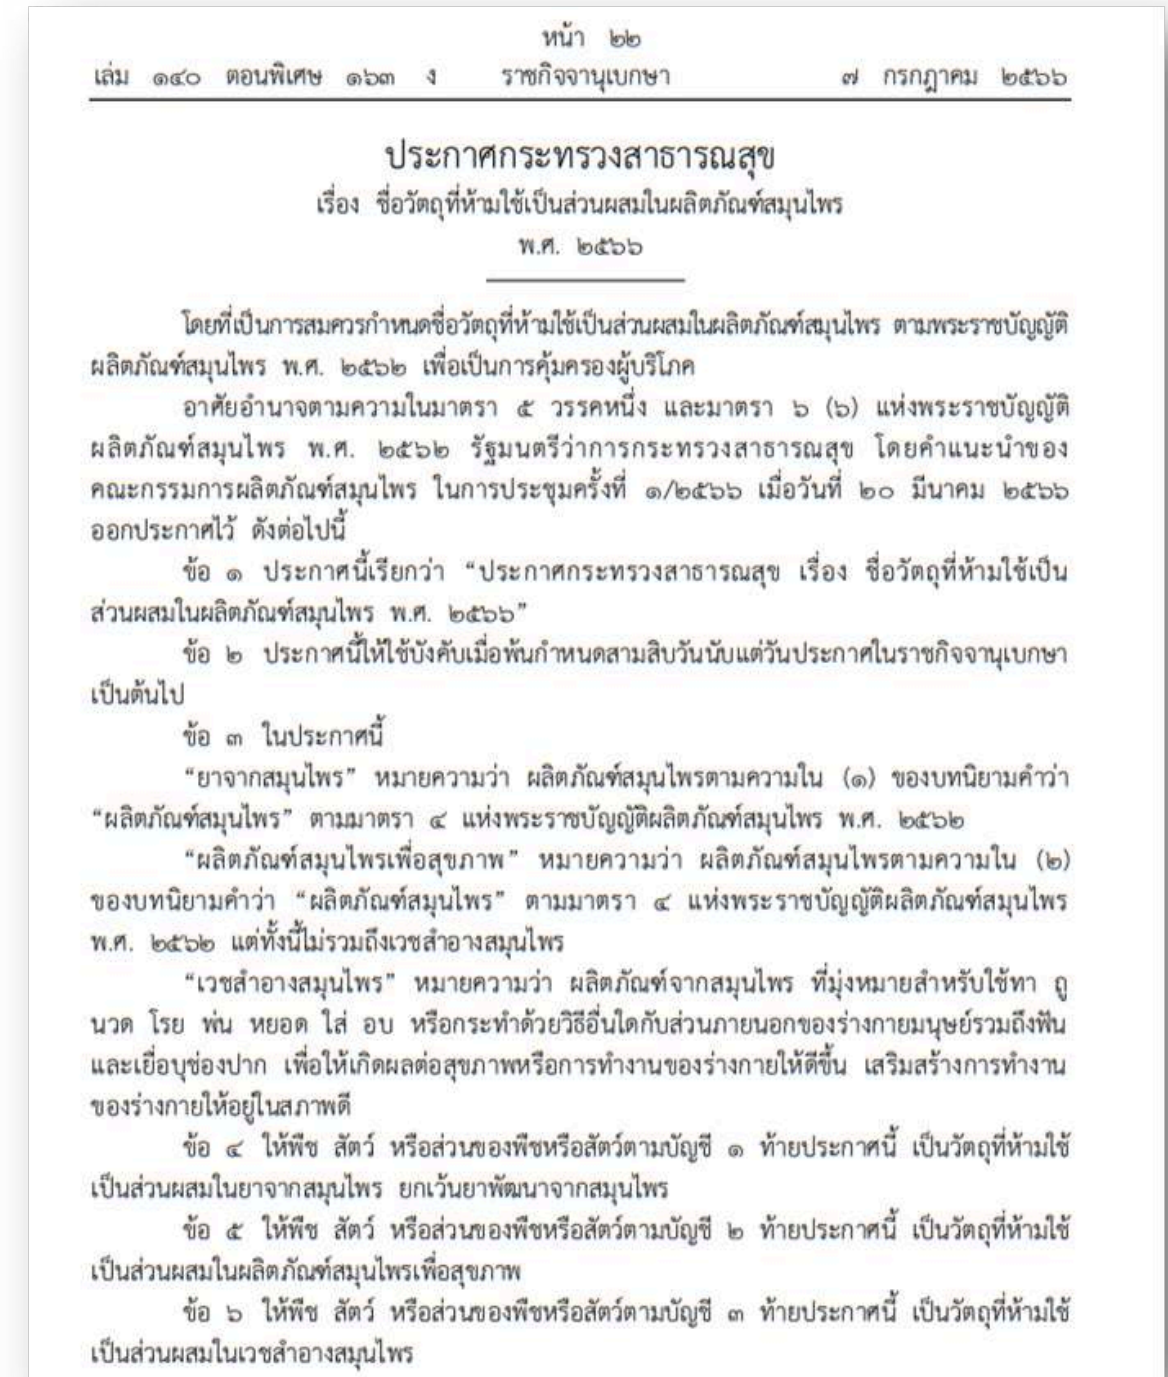 หน้า ๒๒
เล่ม ๑๔๐ ตอนพิเศษ ๑๖๓ ง ราชกิจจานุเบกษา ๗ กรกฎาคม ๒๕๖๖
ประกาศกระทรวงสาธารณสุข
เรื่อง ชื่อวัตถุที่ห้ามใช้เป็นส่วนผสมในผลิตภัณฑ์สมุนไพร
พ.ศ. ๒๕๖๖
โดยที่เป็นการสมควรกำหนดชื่อวัตถุที่ห้ามใช้เป็นส่วนผสมในผลิตภัณฑ์สมุนไพร ตามพระราชบัญญัติ
ผลิตภัณฑ์สมุนไพร พ.ศ. ๒๕๖๒ เพื่อเป็นการคุ้มครองผู้บริโภค
อาศัยอำนาจตามความในมาตรา ๕ วรรคหนึ่ง และมาตรา ๖ (๖) แห่งพระราชบัญญัติ
ผลิตภัณฑ์สมุนไพร พ.ศ. ๒๕๖๒ รัฐมนตรีว่าการกระทรวงสาธารณสุข โดยคำแนะนำของ
คณะกรรมการผลิตภัณฑ์สมุนไพร ในการประชุมครั้งที่ ๑/๒๕๖๖ เมื่อวันที่ ๒๐ มีนาคม ๒๕๖๖
ออกประกาศไว้ ดังต่อไปนี้
ข้อ ๑ ประกาศนี้เรียกว่า “ประกาศกระทรวงสาธารณสุข เรื่อง ชื่อวัตถุที่ห้ามใช้เป็น
ส่วนผสมในผลิตภัณฑ์สมุนไพร พ.ศ. ๒๕๖๖”
ข้อ ๒ ประกาศนี้ให้ใช้บังคับเมื่อพ้นกำหนดสามสิบวันนับแต่วันประกาศในราชกิจจานุเบกษา
เป็นต้นไป
ข้อ ๓ ในประกาศนี้
“ยาจากสมุนไพร” หมายความว่า ผลิตภัณฑ์สมุนไพรตามความใน (๑) ของบทนิยามคำว่า
“ผลิตภัณฑ์สมุนไพร” ตามมาตรา ๔ แห่งพระราชบัญญัติผลิตภัณฑ์สมุนไพร พ.ศ. ๒๕๖๒
“ผลิตภัณฑ์สมุนไพรเพื่อสุขภาพ” หมายความว่า ผลิตภัณฑ์สมุนไพรตามความใน (๒)
ของบทนิยามคำว่า “ผลิตภัณฑ์สมุนไพร” ตามมาตรา ๔ แห่งพระราชบัญญัติผลิตภัณฑ์สมุนไพร
พ.ศ. ๒๕๖๒ แต่ทั้งนี้ไม่รวมถึงเวชสำอางสมุนไพร
“เวชสำอางสมุนไพร” หมายความว่า ผลิตภัณฑ์จากสมุนไพร ที่มุ่งหมายสำหรับใช้ทา ถู
นวด โรย พ่น หยอด ใส่ อบ หรือกระทำด้วยวิธีอื่นใดกับส่วนภายนอกของร่างกายมนุษย์รวมถึงฟัน
และเยื่อบุช่องปาก เพื่อให้เกิดผลต่อสุขภาพหรือการทำงานของร่างกายให้ดีขึ้น เสริมสร้างการทำงาน
ของร่างกายให้อยู่ในสภาพดี
ข้อ ๔ ให้พืช สัตว์ หรือส่วนของพืชหรือสัตว์ตามบัญชี ๑ ท้ายประกาศนี้ เป็นวัตถุที่ห้ามใช้
เป็นส่วนผสมในยาจากสมุนไพร ยกเว้นยาพัฒนาจากสมุนไพร
ข้อ ๕ ให้พืช สัตว์ หรือส่วนของพืชหรือสัตว์ตามบัญชี ๒ ท้ายประกาศนี้ เป็นวัตถุที่ห้ามใช้
เป็นส่วนผสมในผลิตภัณฑ์สมุนไพรเพื่อสุขภาพ
ข้อ ๖ ให้พืช สัตว์ หรือส่วนของพืชหรือสัตว์ตามบัญชี ๓ ท้ายประกาศนี้ เป็นวัตถุที่ห้ามใช้
เป็นส่วนผสมในเวชสำอางสมุนไพร